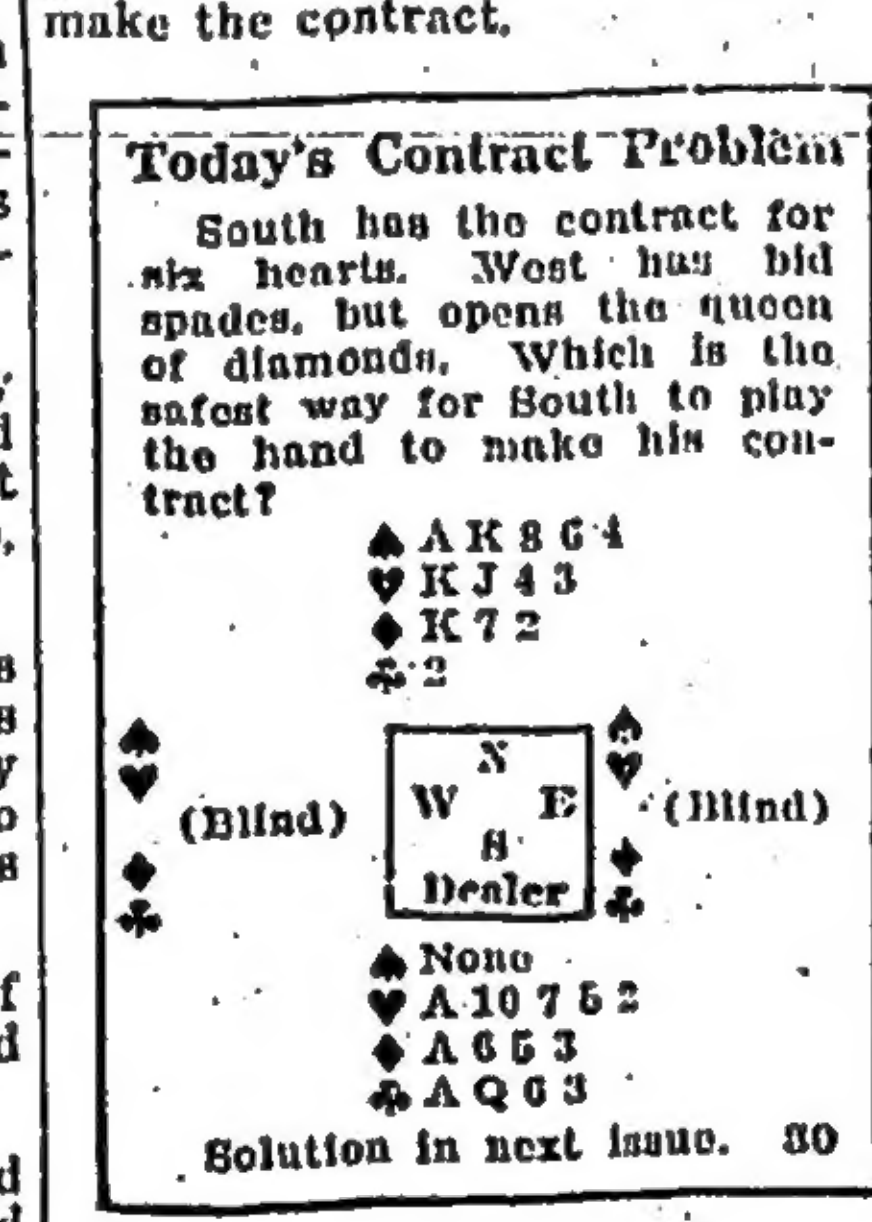 make the contract.
Today's Contract Problem
South has the contract for
six hearts. West has bid
spades, but opens the queen
of diamonds. Which is the
safest way for South to play
the hand to make his con-
tract?
♠ A K 8 6 4
♥ K J 4 3
♦ K 7 2
♣ 2
♠ ♠
♥ N ♥
(Blind) W E (Blind)
♦ S ♦
♣ Dealer ♣
♠ None
♥ A 10 7 5 2
♦ A 6 5 3
♣ A Q 6 3
Solution in next issue. 30